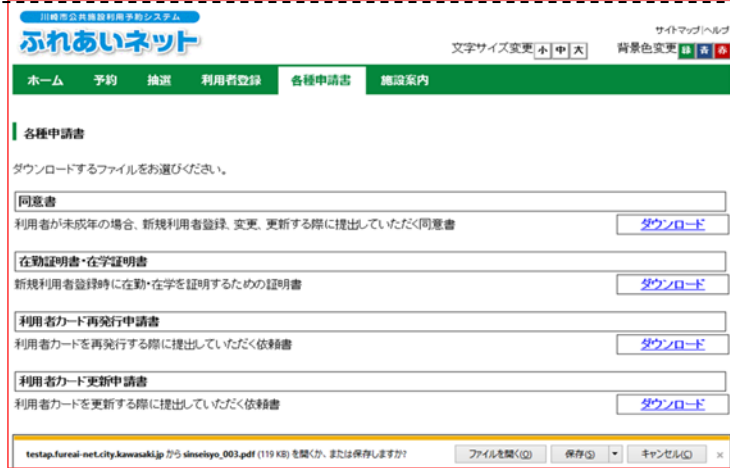 川崎市公共施設利用予約システム
ふれあいネット
サイトマップ|ヘルプ
文字サイズ変更 小 中 大 背景色変更 緑 青 赤
ホーム 予約 抽選 利用者登録 各種申請書 施設案内
各種申請書
ダウンロードするファイルをお選びください。
同意書
利用者が未成年の場合、新規利用者登録、変更、更新する際に提出していただく同意書 ダウンロード
在勤証明書・在学証明書
新規利用者登録時に在勤・在学を証明するための証明書 ダウンロード
利用者カード再発行申請書
利用者カードを再発行する際に提出していただく依頼書 ダウンロード
利用者カード更新申請書
利用者カードを更新する際に提出していただく依頼書 ダウンロード
testap.fureai-net.city.kawasaki.jp から sinseisyo_003.pdf (119 KB) を開くか、または保存しますか? ファイルを開く(O) 保存(S) ▼ キャンセル(C) ×